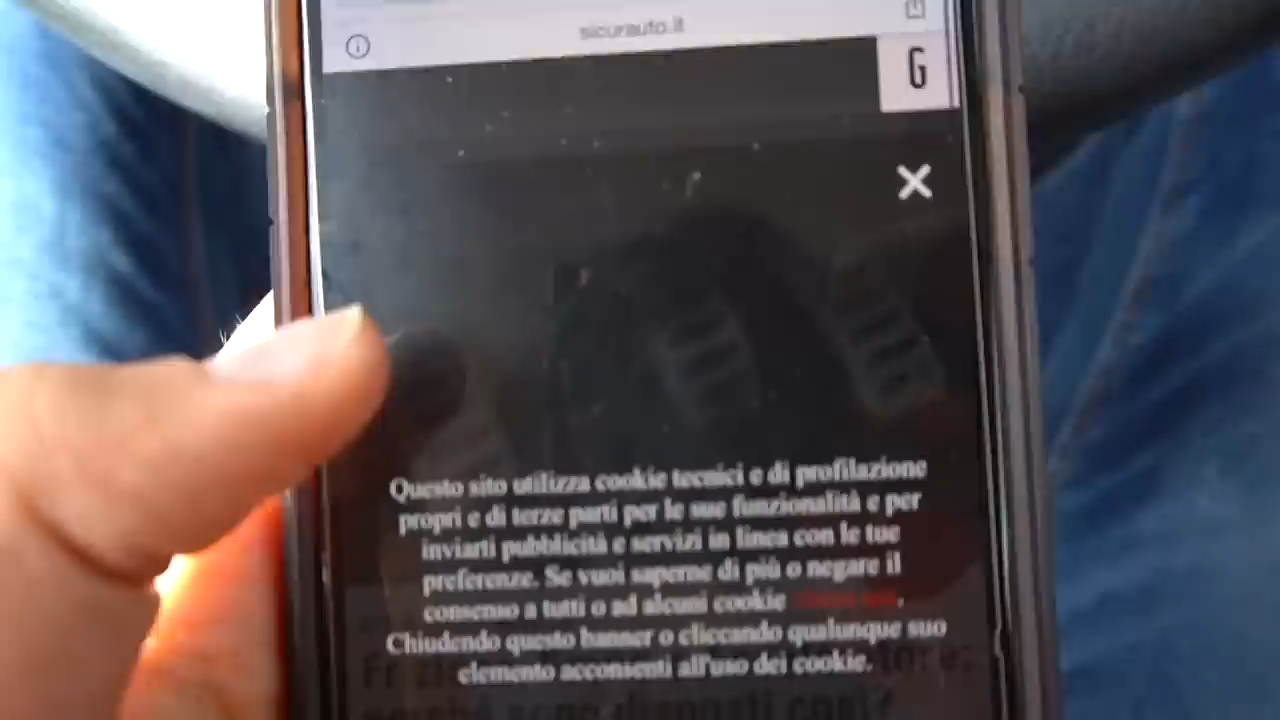 sicurauto.it
G
Questo sito utilizza cookie tecnici e di profilazione
propri e di terze parti per le sue funzionalità e per
inviarti pubblicità e servizi in linea con le tue
preferenze. Se vuoi saperne di più o negare il
consenso a tutti o ad alcuni cookie
Chiudendo questo banner o cliccando qualunque suo
elemento acconsenti all'uso dei cookie.